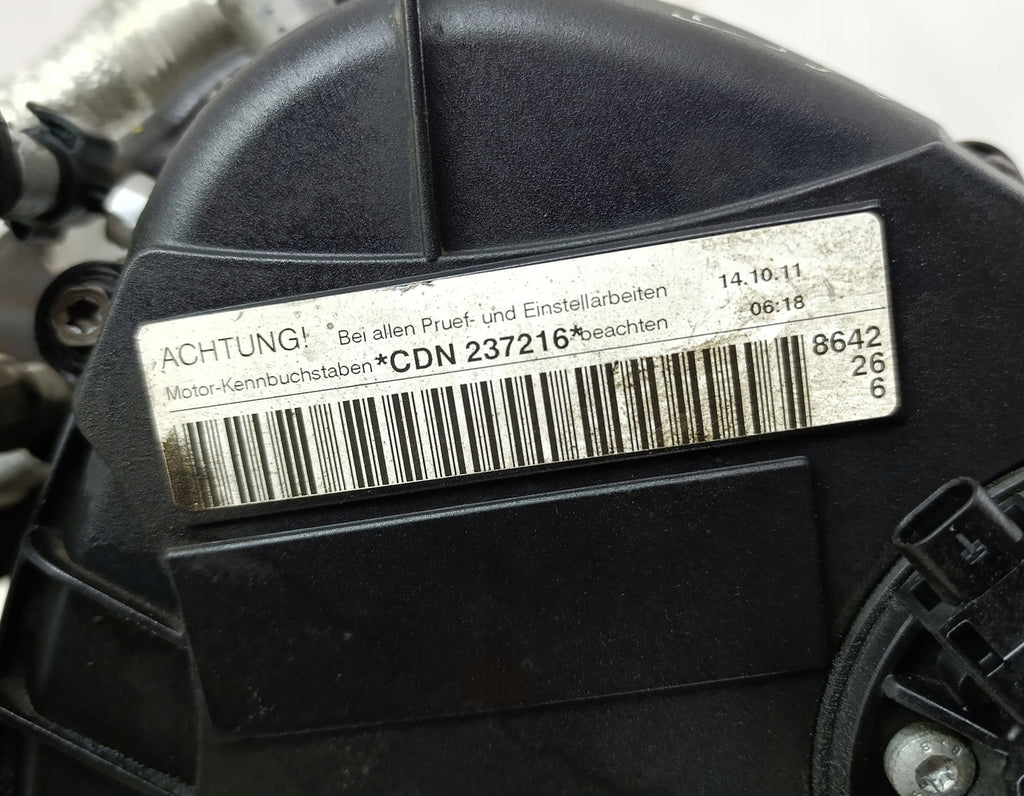 ACHTUNG! Bei allen Pruef- und Einstellarbeiten 14.10.11
06:18
Motor-Kennbuchstaben *CDN 237216* beachten
8642
26
6